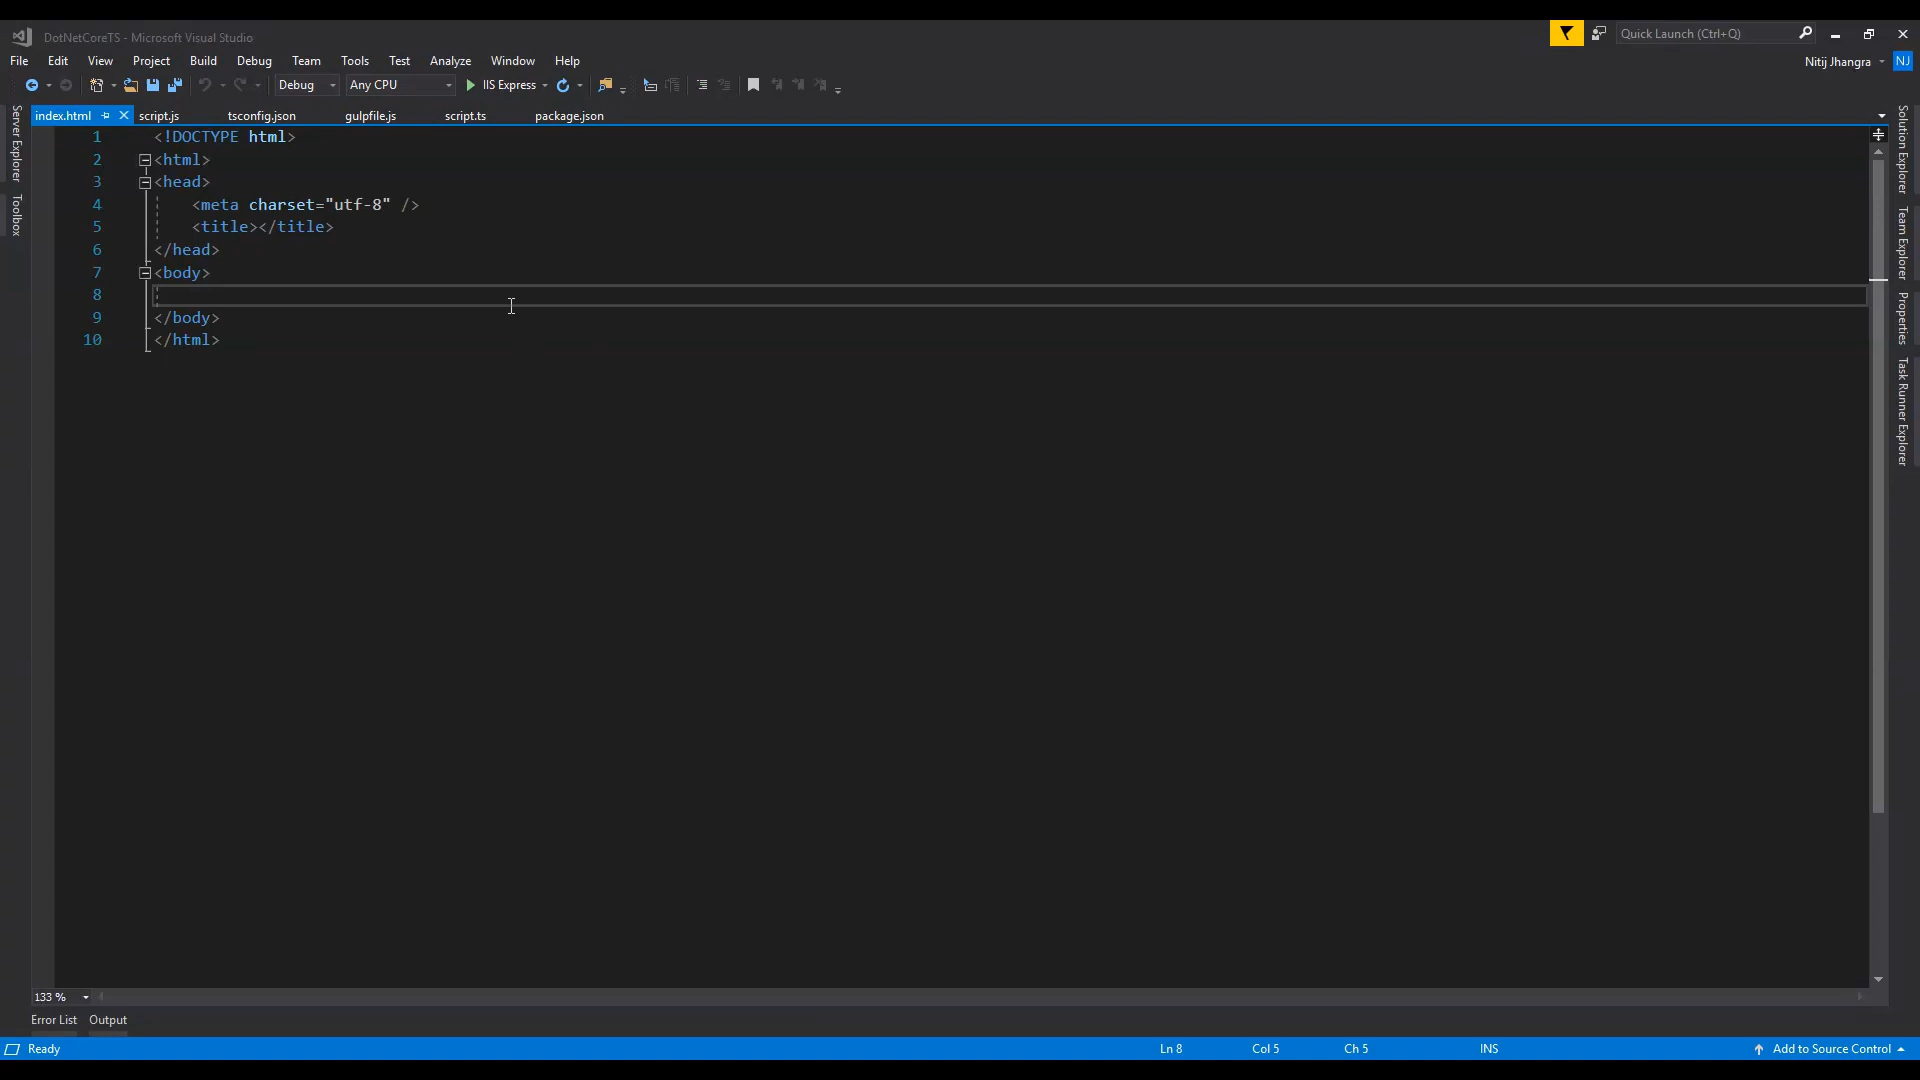 DotNetCoreTS - Microsoft Visual Studio
Quick Launch (Ctrl+Q)
File Edit View Project Build Debug Team Tools Test Analyze Window Help
Nitij Jhangra NJ
Debug Any CPU IIS Express
index.html script.js tsconfig.json gulpfile.js script.ts package.json
Server Explorer
Toolbox
1 <!DOCTYPE html>
2 <html>
3 <head>
4 <meta charset="utf-8" />
5 <title></title>
6 </head>
7 <body>
8
9 </body>
10 </html>
Solution Explorer
Team Explorer
Properties
Task Runner Explorer
133 %
Error List Output
Ready
Ln 8 Col 5 Ch 5 INS
Add to Source Control